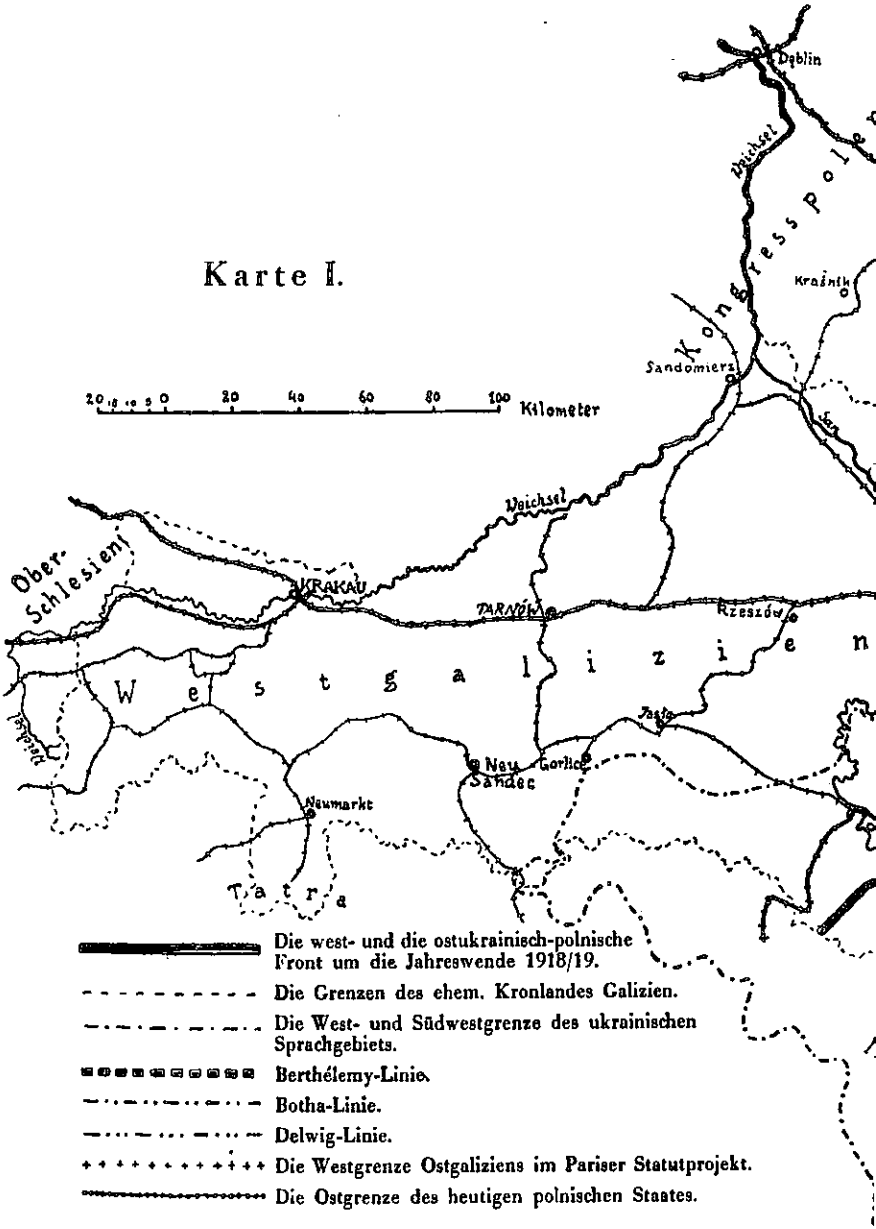 Dęblin
Weichsel
Kongresspolen
Karte I.
Kraśnik
Sandomierz
20 15 10 5 0 20 40 60 80 100 Kilometer
San
Weichsel
Ober-
Schlesien
KRAKAU
TARNÓW
Rzeszów
Westgalizien
Weichsel
Jasło
Neu
Sandec
Gorlice
Neumarkt
Tatra
Die west- und die ostukrainisch-polnische
Front um die Jahreswende 1918/19.
Die Grenzen des ehem. Kronlandes Galizien.
Die West- und Südwestgrenze des ukrainischen
Sprachgebiets.
Berthélemy-Linie.
Botha-Linie.
Delwig-Linie.
Die Westgrenze Ostgaliziens im Pariser Statutprojekt.
Die Ostgrenze des heutigen polnischen Staates.